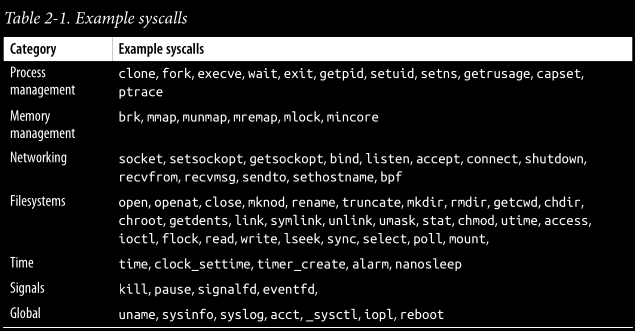 Table 2-1. Example syscalls
Category Example syscalls
Process management clone, fork, execve, wait, exit, getpid, setuid, setns, getrusage, capset,
ptrace
Memory management brk, mmap, munmap, mremap, mlock, mincore
Networking socket, setsockopt, getsockopt, bind, listen, accept, connect, shutdown,
recvfrom, recvmsg, sendto, sethostname, bpf
Filesystems open, openat, close, mknod, rename, truncate, mkdir, rmdir, getcwd, chdir,
chroot, getdents, link, symlink, unlink, umask, stat, chmod, utime, access,
ioctl, flock, read, write, lseek, sync, select, poll, mount,
Time time, clock_settime, timer_create, alarm, nanosleep
Signals kill, pause, signalfd, eventfd,
Global uname, sysinfo, syslog, acct, _sysctl, iopl, reboot